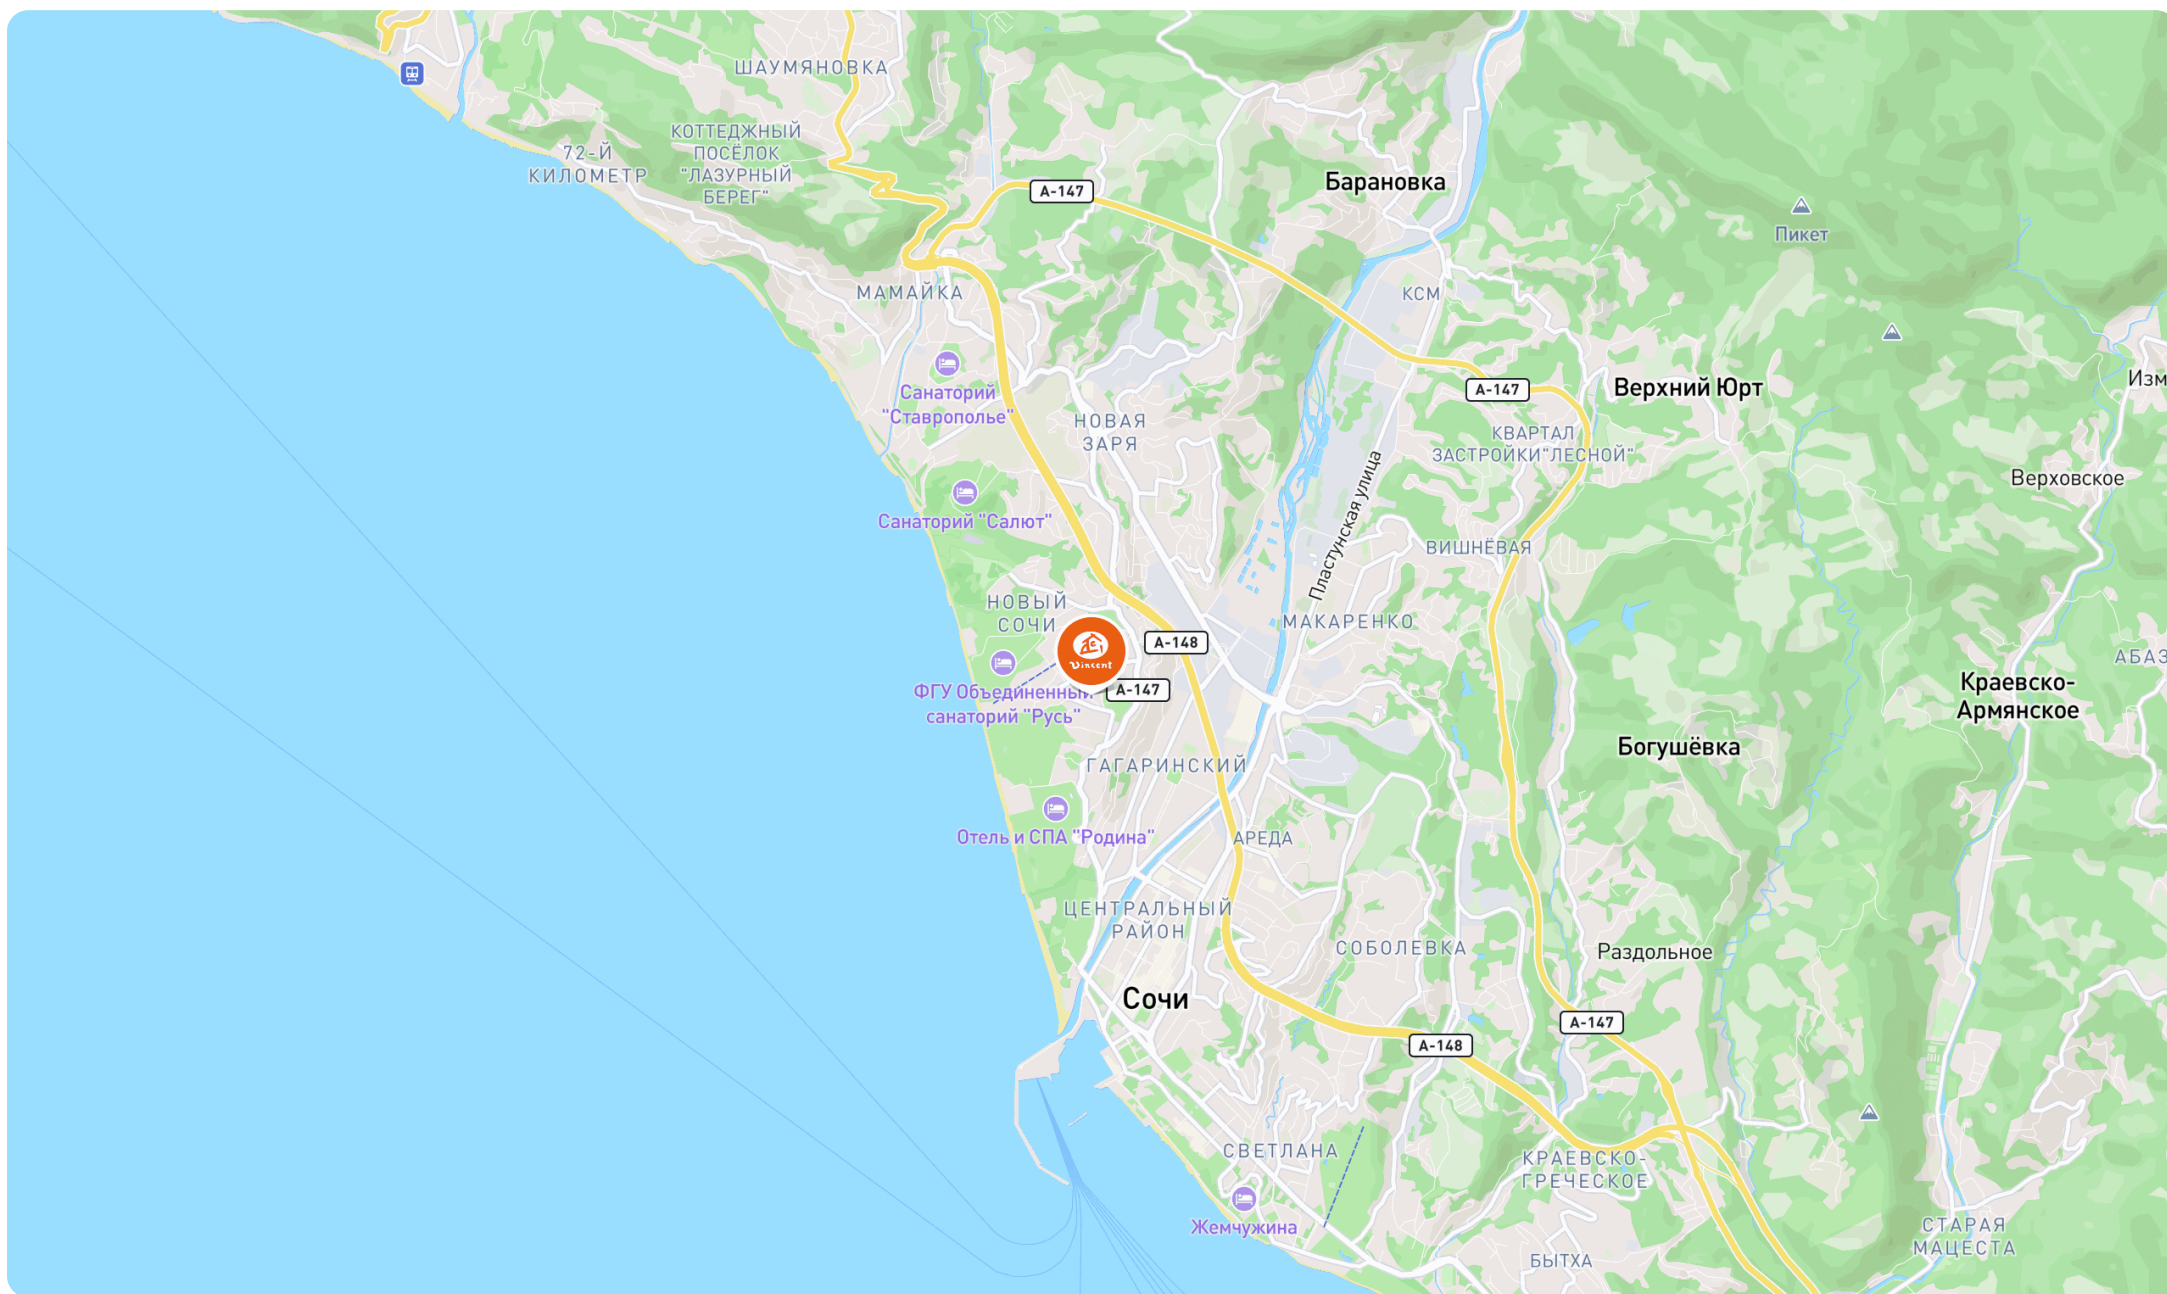 ШАУМЯНОВКА
КОТТЕДЖНЫЙ
ПОСЁЛОК
"ЛАЗУРНЫЙ
БЕРЕГ"
72-Й
КИЛОМЕТР
А-147
Барановка
Пикет
МАМАЙКА
КСМ
Санаторий
"Ставрополье"
НОВАЯ
ЗАРЯ
А-147
Верхний Юрт
Изм
КВАРТАЛ
ЗАСТРОЙКИ"ЛЕСНОЙ"
Верховское
Санаторий "Салют"
Пластунская улица
ВИШНЁВАЯ
НОВЫЙ
СОЧИ
МАКАРЕНКО
А-148
Vincent
АБАЗ
ФГУ Объединенный
санаторий "Русь"
А-147
Краевско-
Армянское
Богушёвка
ГАГАРИНСКИЙ
Отель и СПА "Родина"
АРЕДА
ЦЕНТРАЛЬНЫЙ
РАЙОН
СОБОЛЕВКА
Раздольное
Сочи
А-147
А-148
СВЕТЛАНА
КРАЕВСКО-
ГРЕЧЕСКОЕ
Жемчужина
СТАРАЯ
МАЦЕСТА
БЫТХА